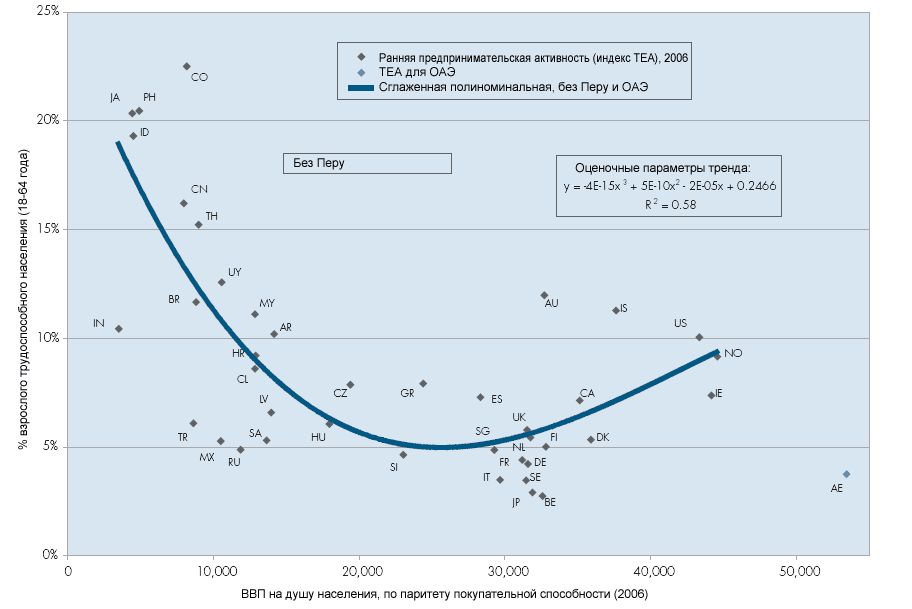 25%
20%
15%
10%
5%
0%
% взрослого трудоспособного населения (18-64 года)
Ранняя предпринимательская активность (индекс TEA), 2006
TEA для ОАЭ
Сглаженная полиноминальная, без Перу и ОАЭ
Без Перу
Оценочные параметры тренда:
y = -4E-15x³ + 5E-10x² - 2E-05x + 0.2466
R² = 0.58
CO
JA
PH
ID
CN
TH
UY
BR
MY
IN
AR
HR
CL
LV
CZ
GR
ES
AU
IS
US
NO
CA
IE
TR
MX
RU
SA
HU
SI
SG
UK
NL
FI
DK
FR
DE
IT
SE
JP
BE
AE
0
10,000
20,000
30,000
40,000
50,000
ВВП на душу населения, по паритету покупательной способности (2006)